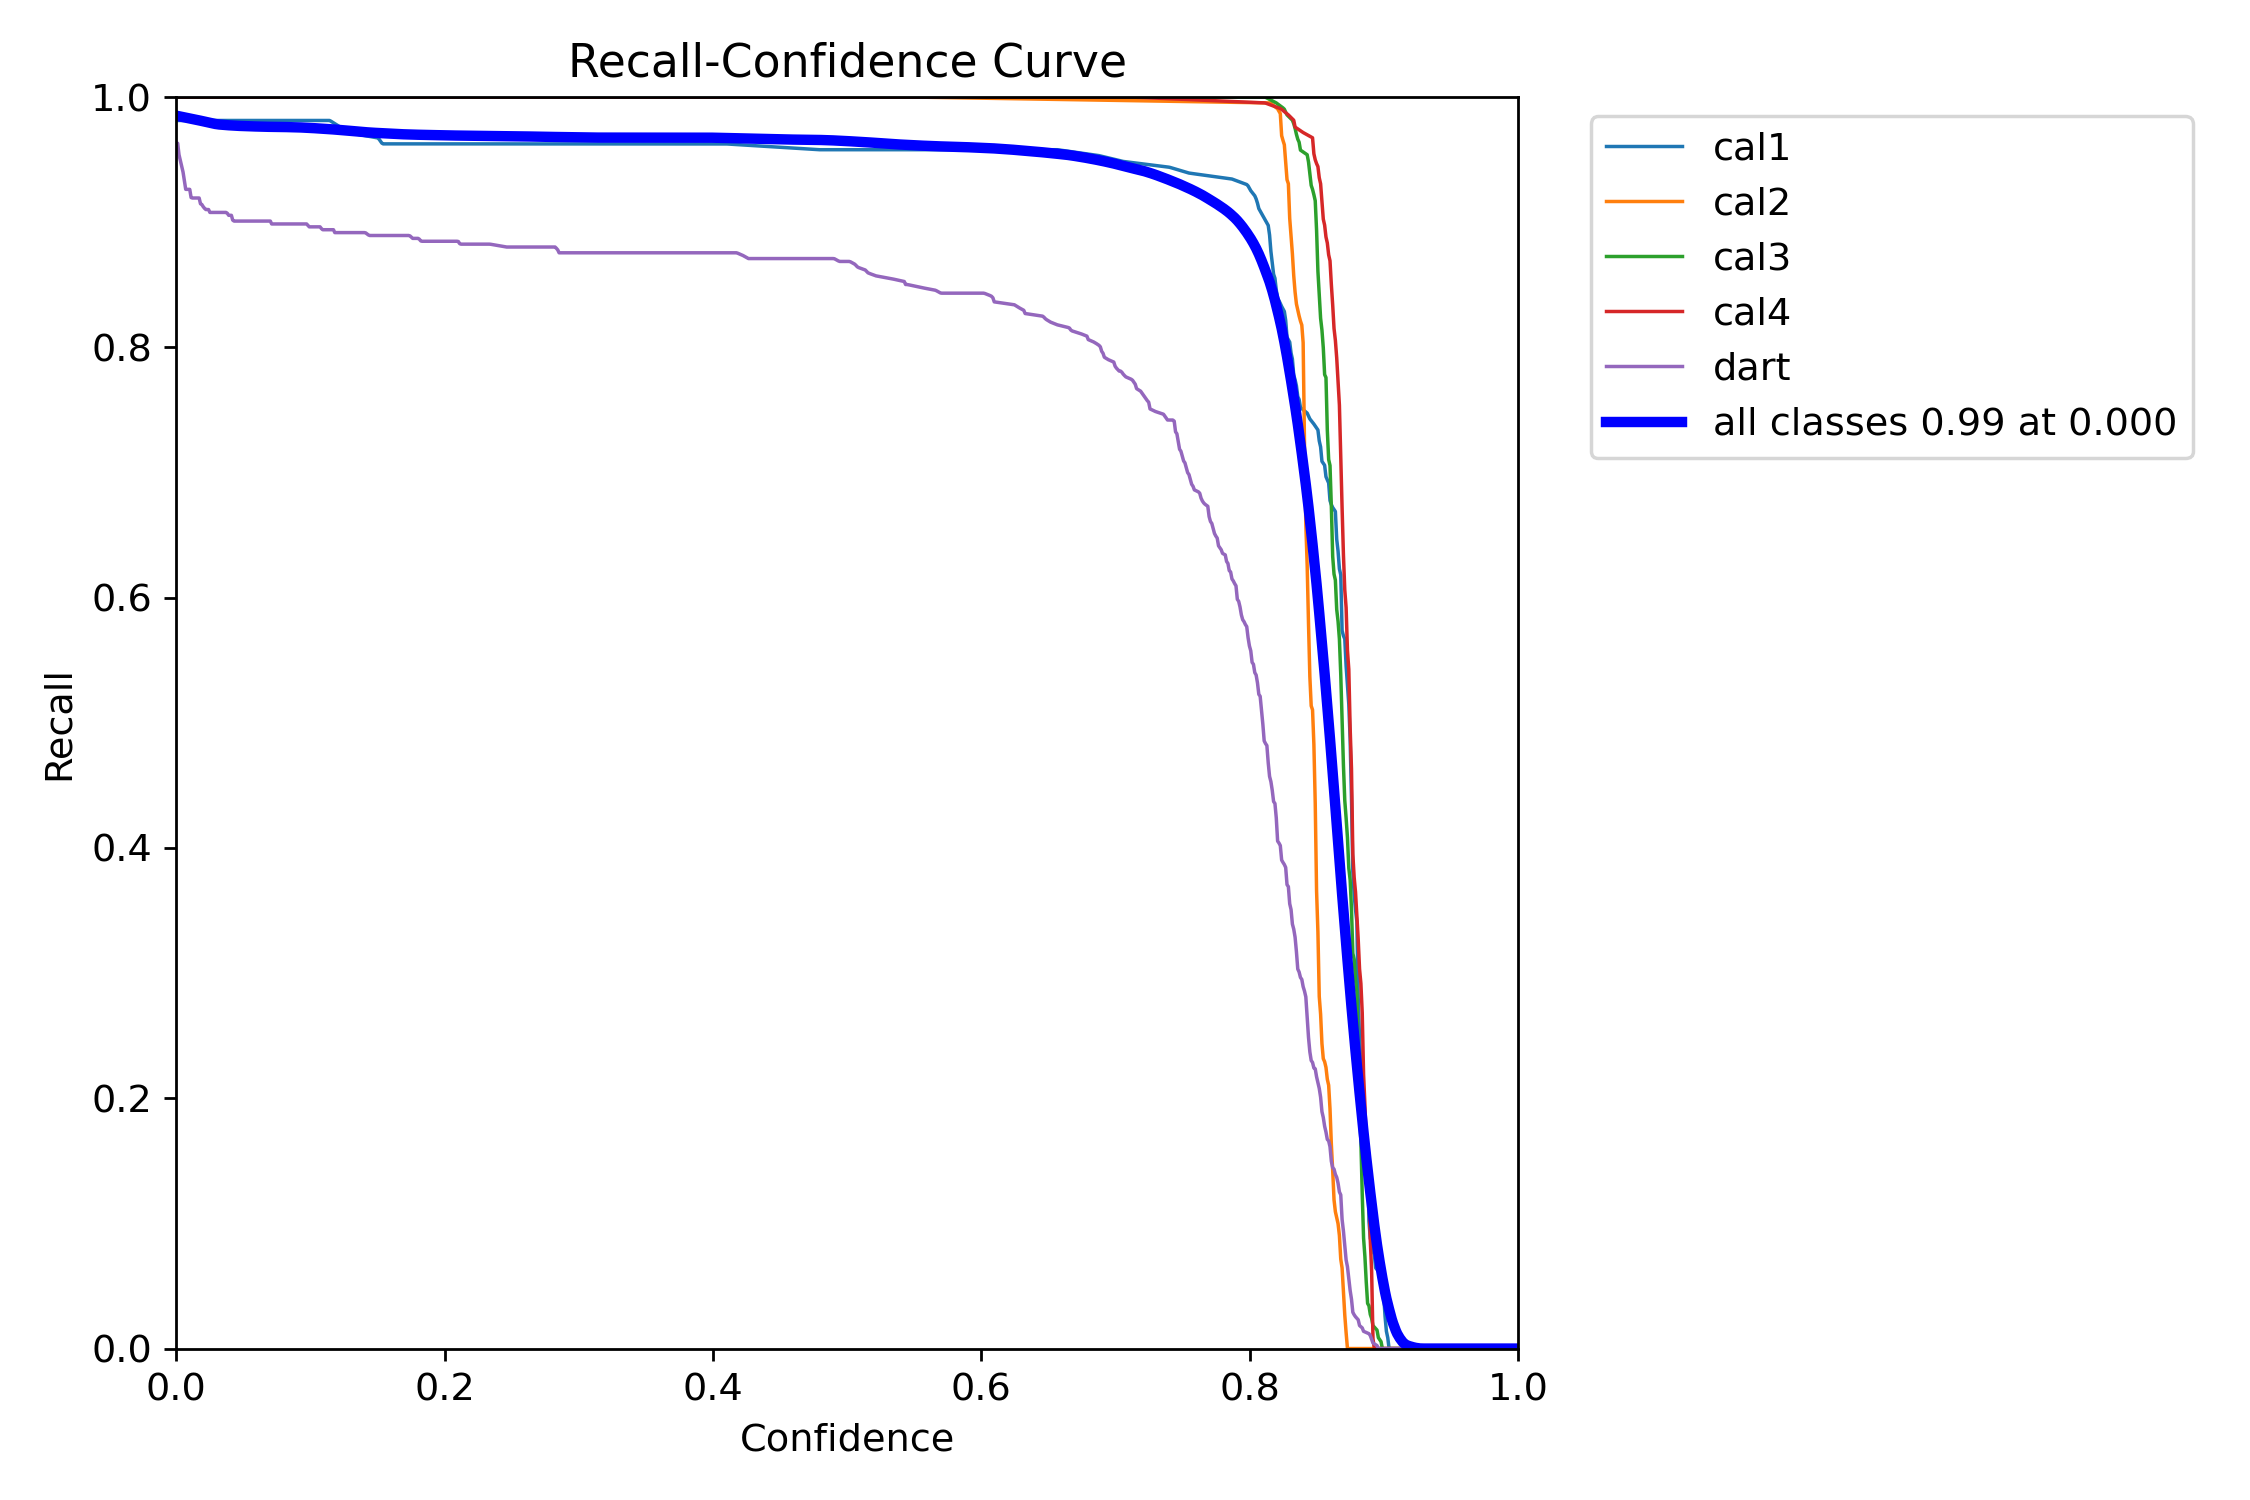 Recall-Confidence Curve
1.0
0.8
0.6
0.4
0.2
0.0
Recall
0.0 0.2 0.4 0.6 0.8 1.0
Confidence
cal1
cal2
cal3
cal4
dart
all classes 0.99 at 0.000